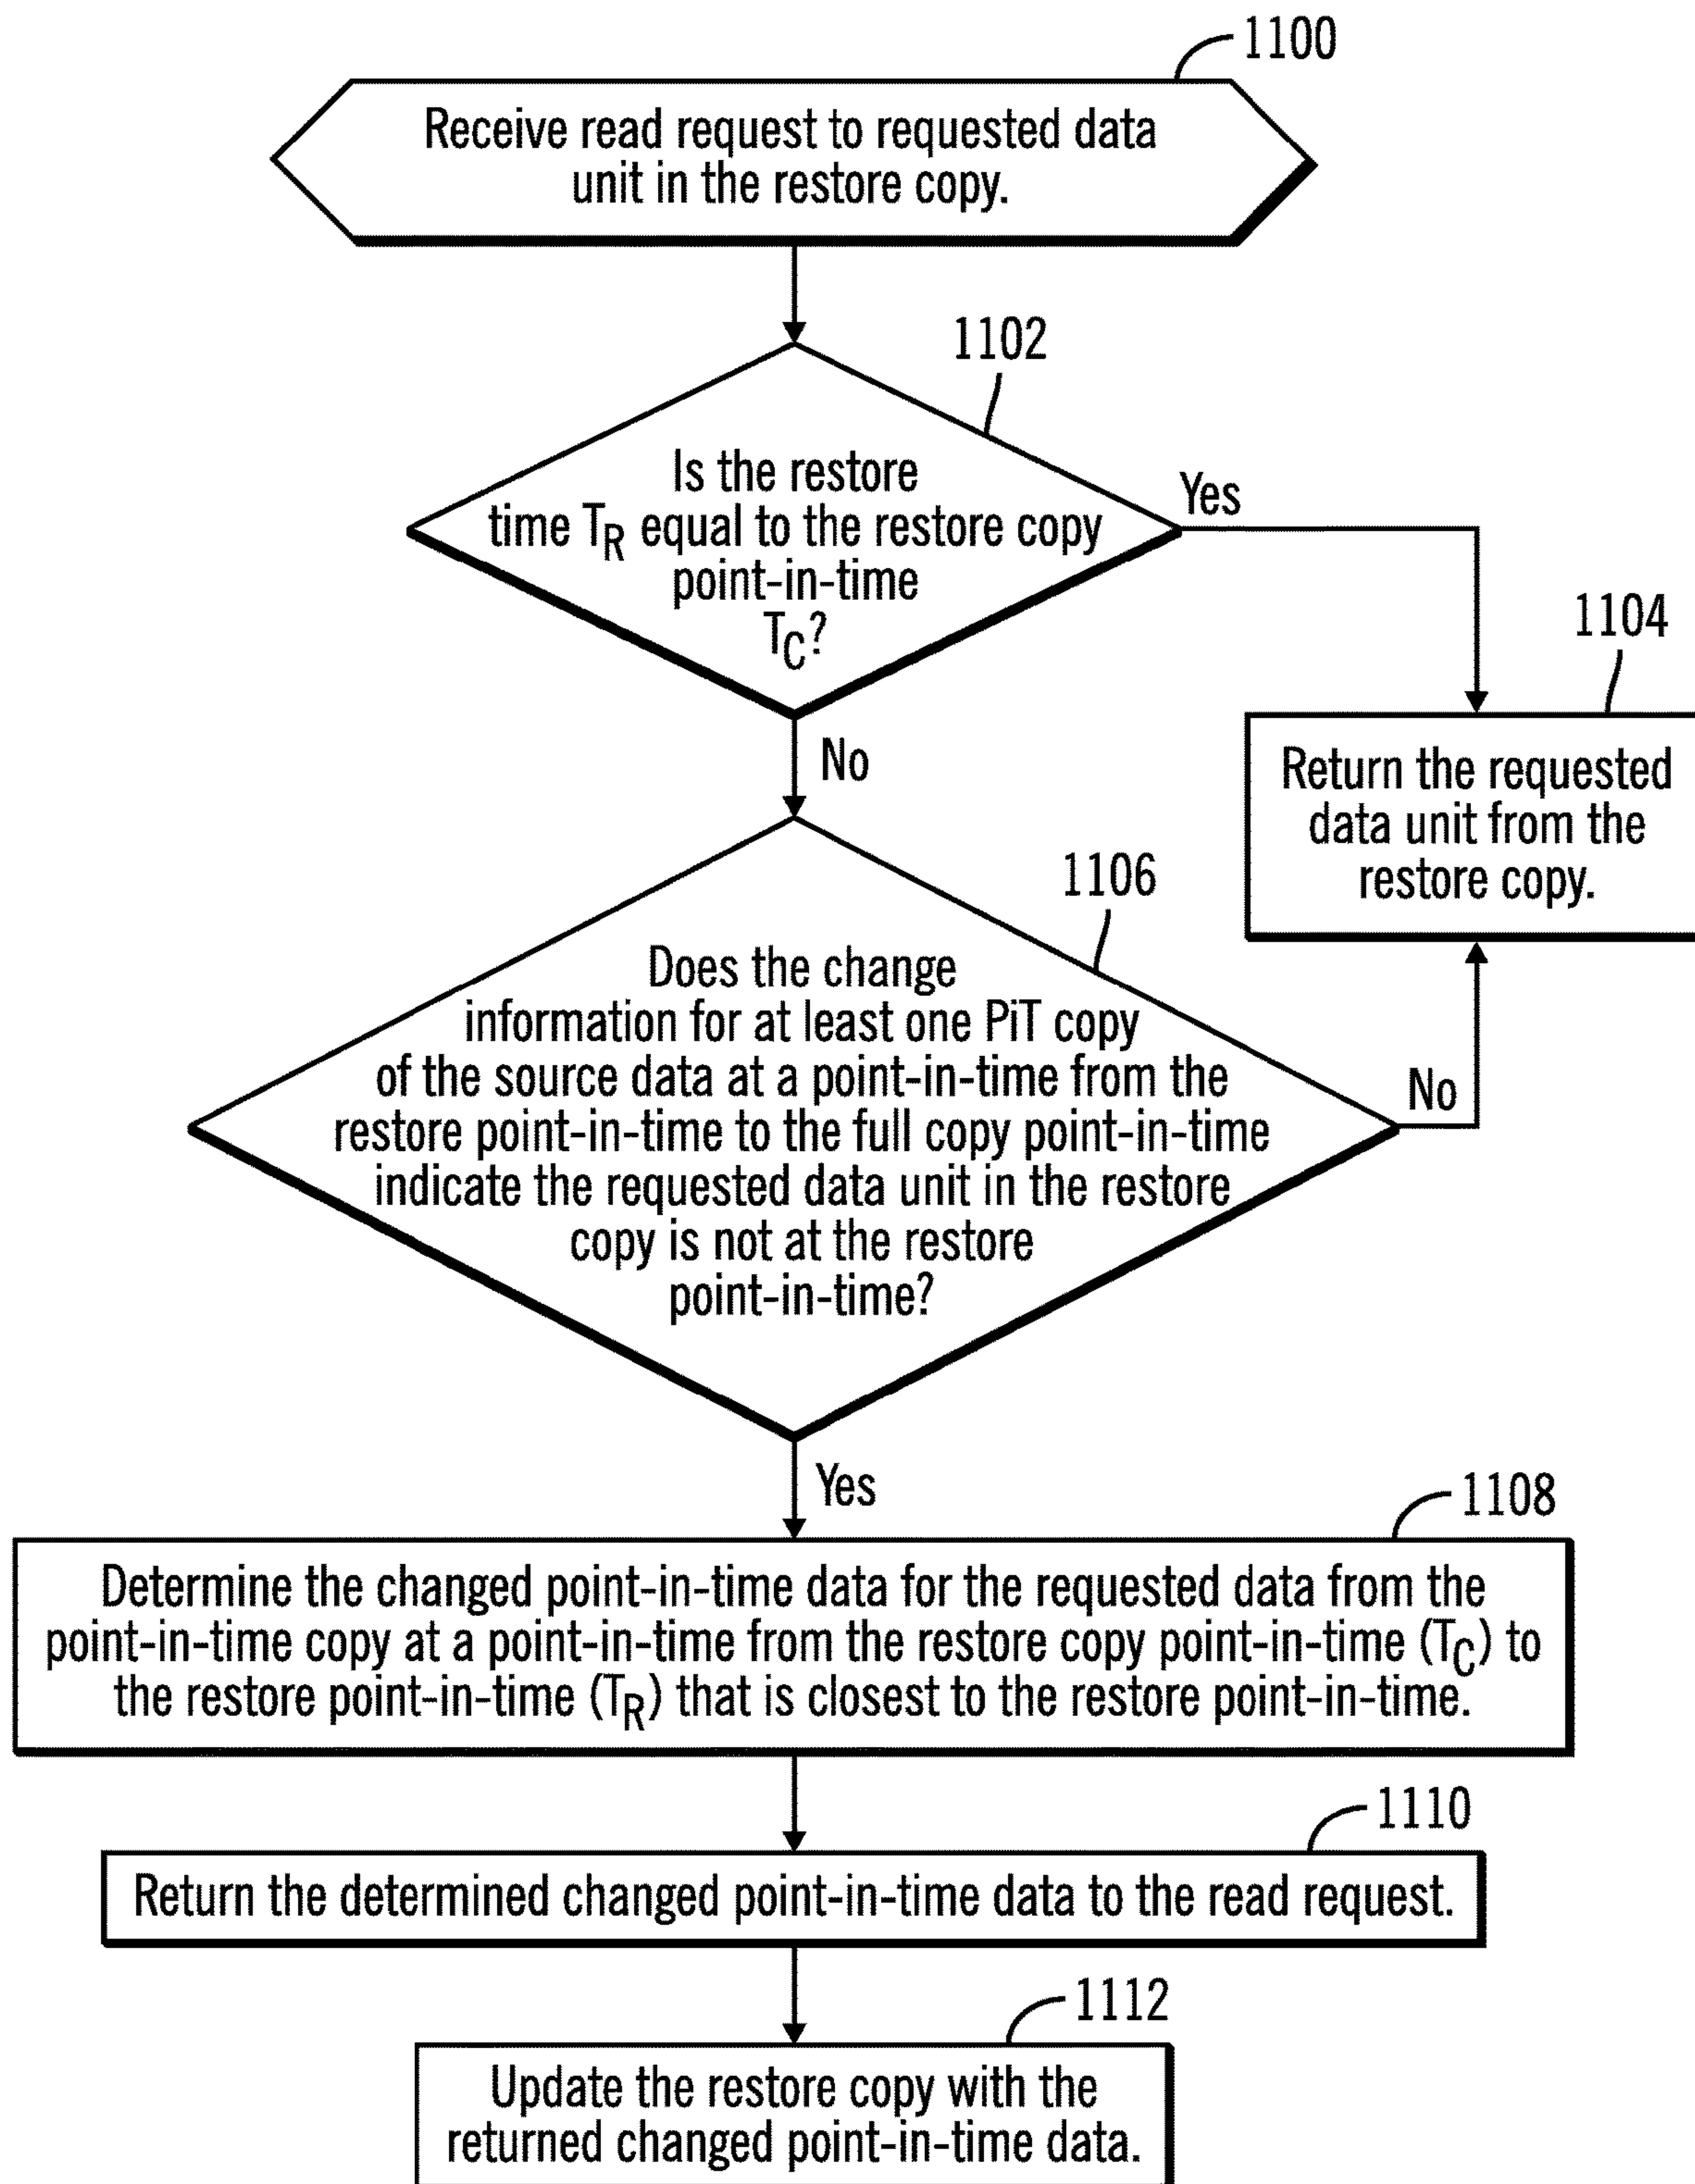 1100
Receive read request to requested data
unit in the restore copy.
1102
Is the restore
time TR equal to the restore copy
point-in-time
TC?
Yes
No
1104
Return the requested
data unit from the
restore copy.
1106
Does the change
information for at least one PiT copy
of the source data at a point-in-time from the
restore point-in-time to the full copy point-in-time
indicate the requested data unit in the restore
copy is not at the restore
point-in-time?
No
Yes
1108
Determine the changed point-in-time data for the requested data from the
point-in-time copy at a point-in-time from the restore copy point-in-time (TC) to
the restore point-in-time (TR) that is closest to the restore point-in-time.
1110
Return the determined changed point-in-time data to the read request.
1112
Update the restore copy with the
returned changed point-in-time data.